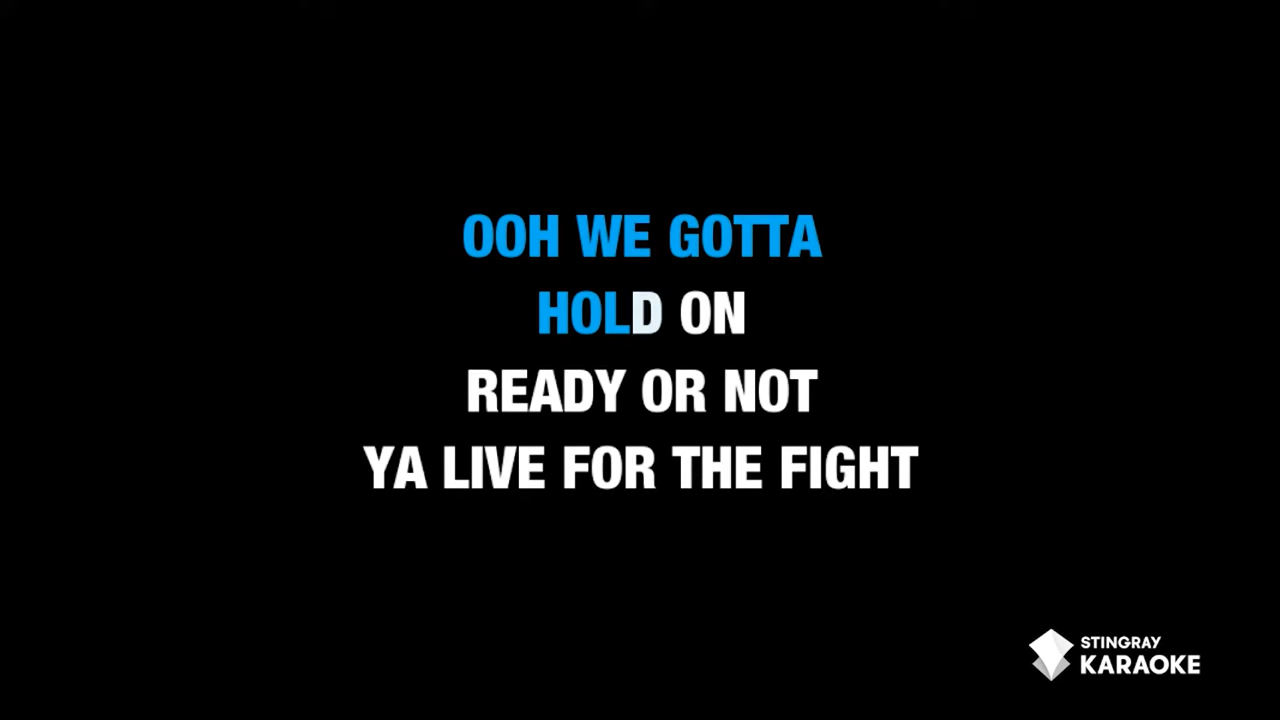 OOH WE GOTTA
HOLD ON
READY OR NOT
YA LIVE FOR THE FIGHT
STINGRAY
KARAOKE